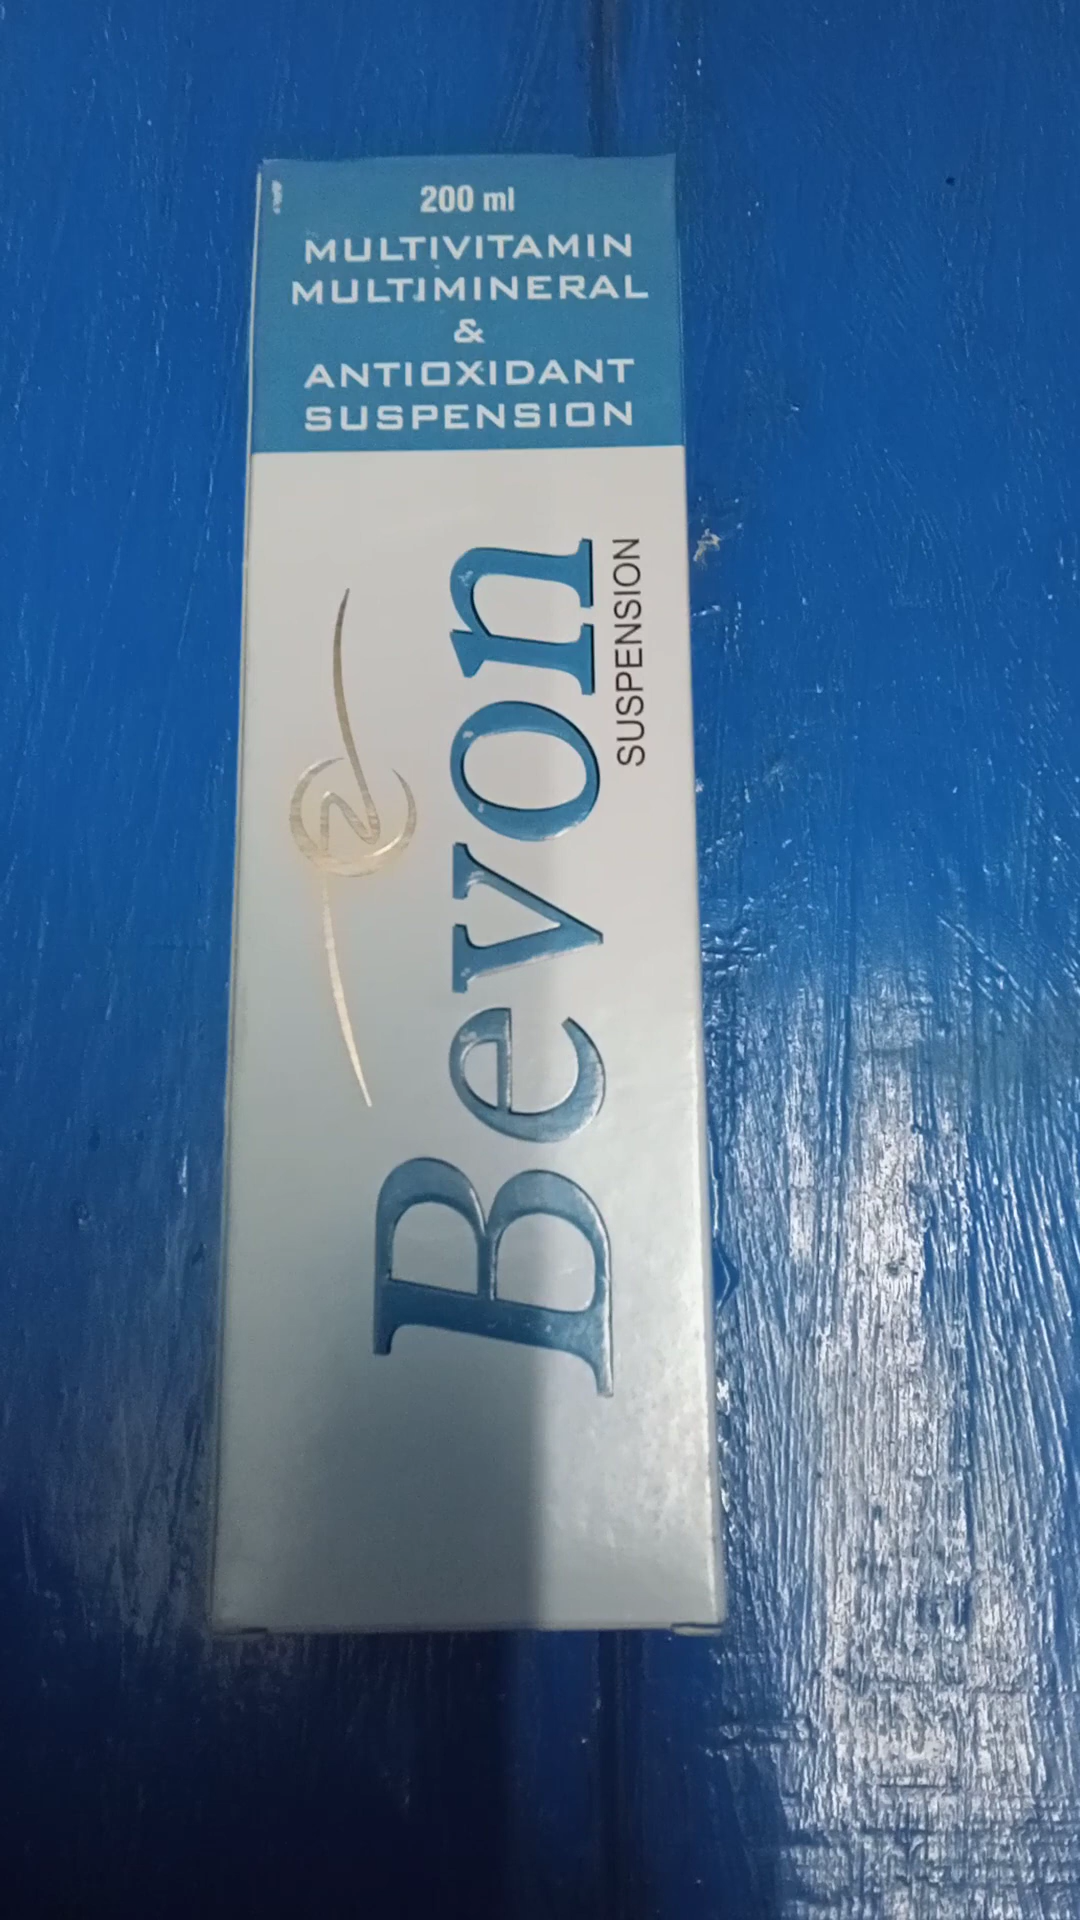 200 ml
MULTIVITAMIN
MULTIMINERAL
&
ANTIOXIDANT
SUSPENSION
Bevon
SUSPENSION